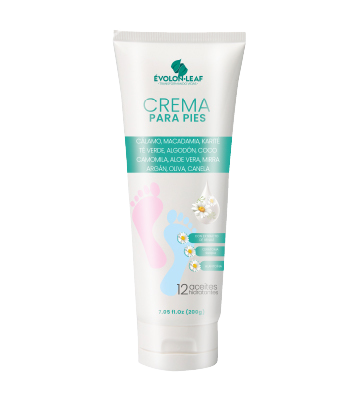 ÉVOLON·LEAF
CREMA
PARA PIES
CÁLAMO, MACADAMIA, KARITÉ
TÉ VERDE, ALGODÓN, COCO
CAMOMILA, ALOE VERA, MIRRA
ARGÁN, OLIVA, CANELA
12 aceites
7.05 fl.Oz (200g)